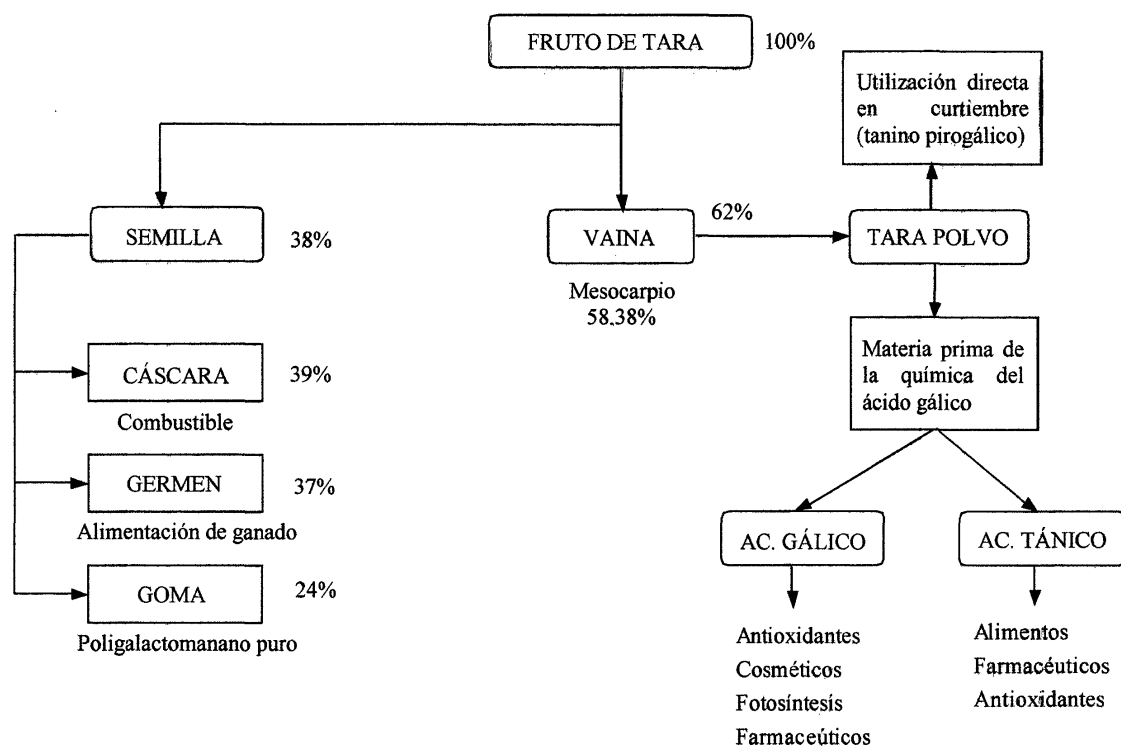 FRUTO DE TARA 100%
Utilización directa
en curtiembre
(tanino pirogálico)
SEMILLA 38%
VAINA 62%
TARA POLVO
Mesocarpio
58,38%
Materia prima de
la química del
ácido gálico
CÁSCARA 39%
Combustible
GERMEN 37%
Alimentación de ganado
GOMA 24%
Poligalactomanano puro
AC. GÁLICO
AC. TÁNICO
Antioxidantes
Cosméticos
Fotosíntesís
Farmaceúticos
Alimentos
Farmacéuticos
Antioxidantes